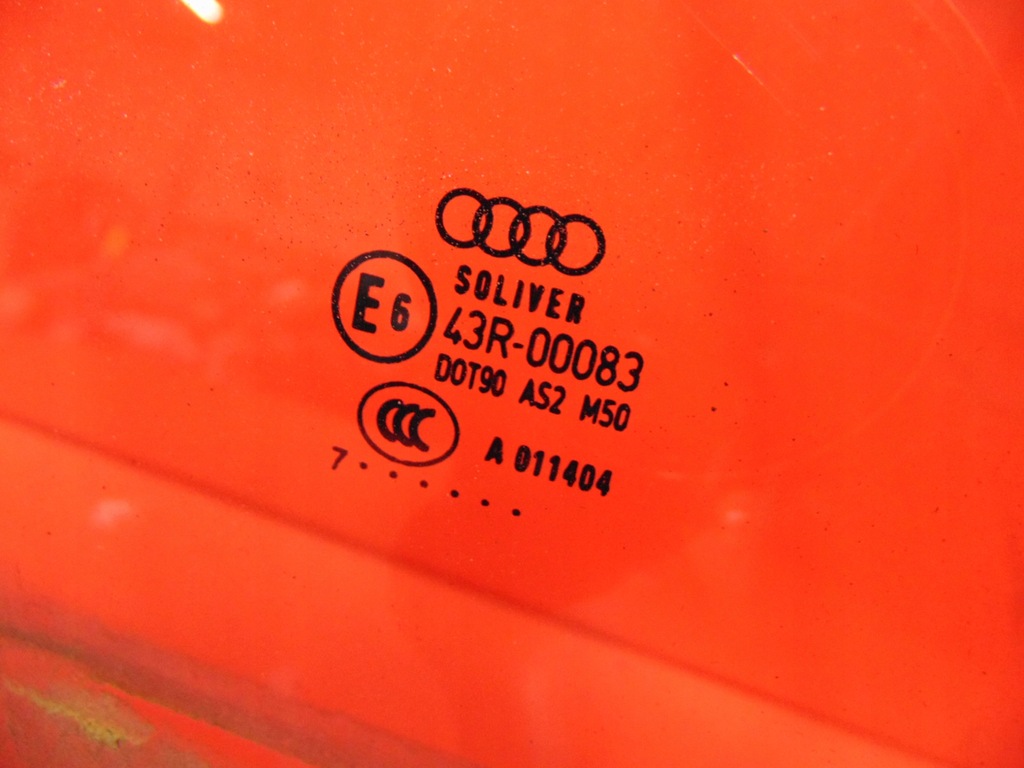 SOLIVER
E6
43R-00083
DOT90 AS2 M50
CCC
A 011404
7 . . . . . .